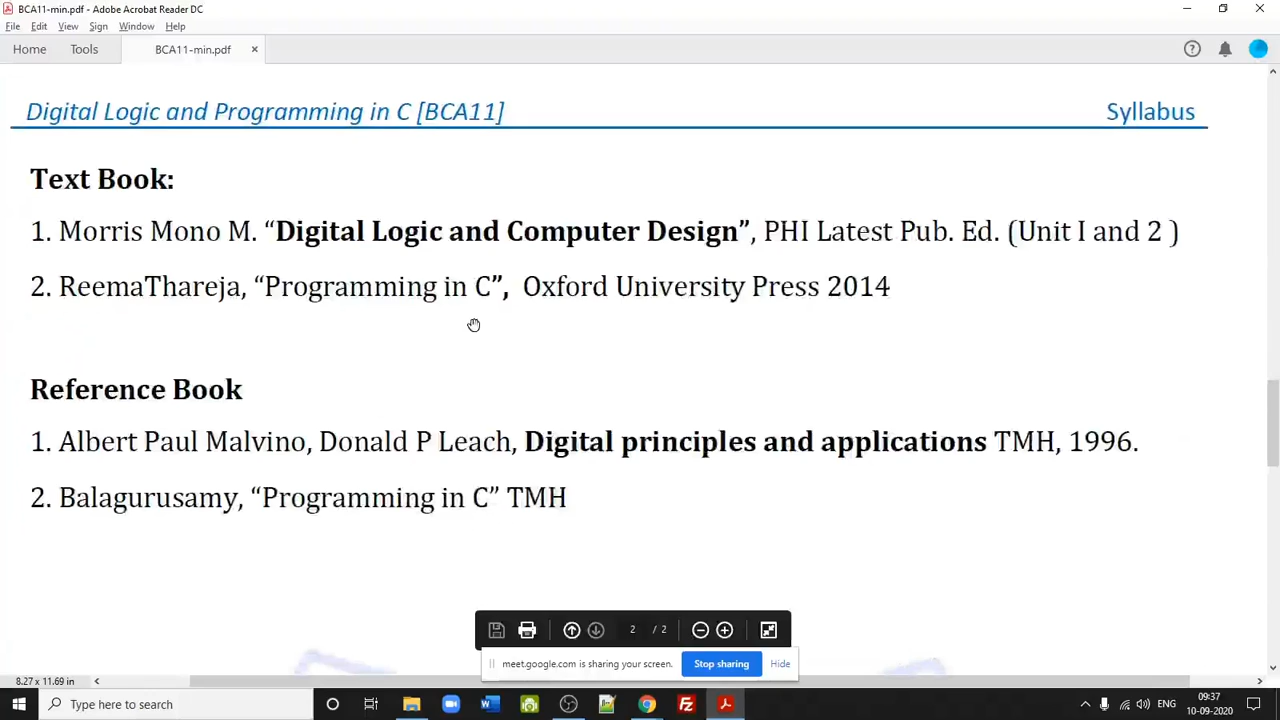 BCA11-min.pdf - Adobe Acrobat Reader DC
File Edit View Sign Window Help
Home Tools BCA11-min.pdf ×
Digital Logic and Programming in C [BCA11] Syllabus
Text Book:
1. Morris Mono M. “Digital Logic and Computer Design”, PHI Latest Pub. Ed. (Unit I and 2 )
2. ReemaThareja, “Programming in C”, Oxford University Press 2014
Reference Book
1. Albert Paul Malvino, Donald P Leach, Digital principles and applications TMH, 1996.
2. Balagurusamy, “Programming in C” TMH
2 / 2
meet.google.com is sharing your screen. Stop sharing Hide
8.27 x 11.69 in
Type here to search
ENG
09:37
10-09-2020